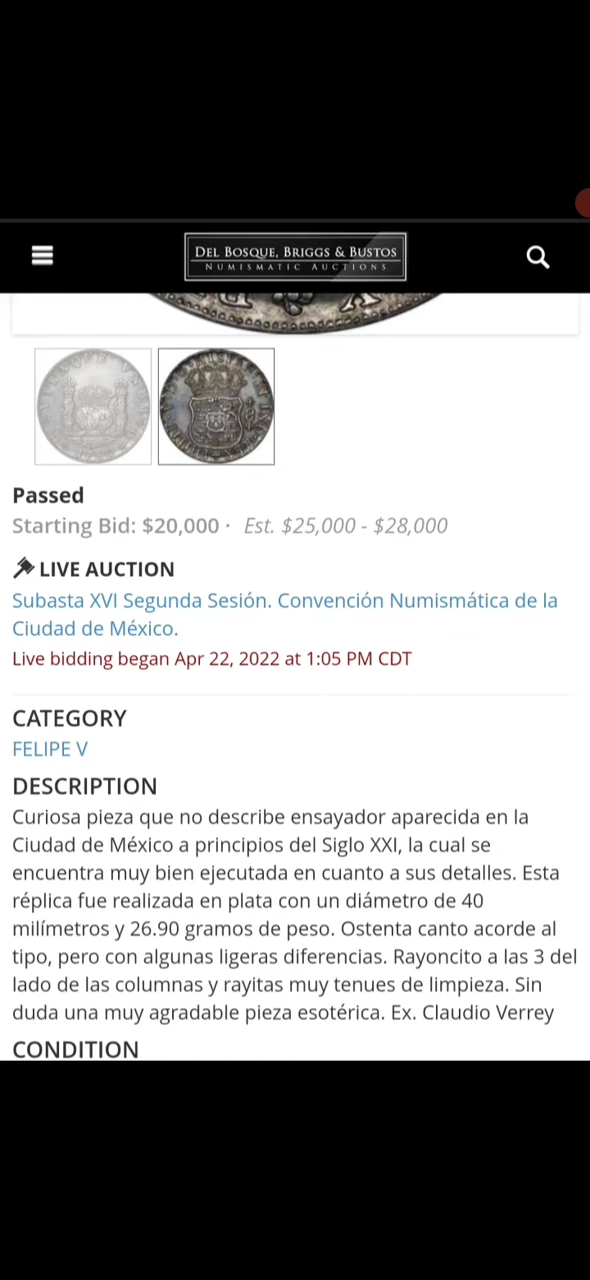 DEL BOSQUE, BRIGGS & BUSTOS
NUMISMATIC AUCTIONS
Passed
Starting Bid: $20,000 · Est. $25,000 - $28,000
LIVE AUCTION
Subasta XVI Segunda Sesión. Convención Numismática de la
Ciudad de México.
Live bidding began Apr 22, 2022 at 1:05 PM CDT
CATEGORY
FELIPE V
DESCRIPTION
Curiosa pieza que no describe ensayador aparecida en la
Ciudad de México a principios del Siglo XXI, la cual se
encuentra muy bien ejecutada en cuanto a sus detalles. Esta
réplica fue realizada en plata con un diámetro de 40
milímetros y 26.90 gramos de peso. Ostenta canto acorde al
tipo, pero con algunas ligeras diferencias. Rayoncito a las 3 del
lado de las columnas y rayitas muy tenues de limpieza. Sin
duda una muy agradable pieza esotérica. Ex. Claudio Verrey
CONDITION